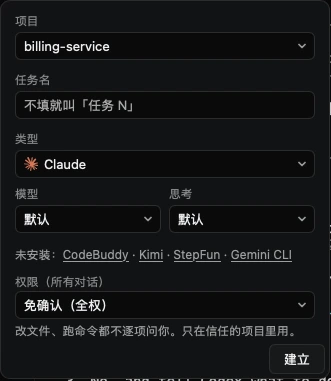 项目
billing-service
任务名
不填就叫「任务 N」
类型
Claude
模型 思考
默认 默认
未安装：CodeBuddy · Kimi · StepFun · Gemini CLI
权限（所有对话）
免确认（全权）
改文件、跑命令都不逐项问你。只在信任的项目里用。
建立